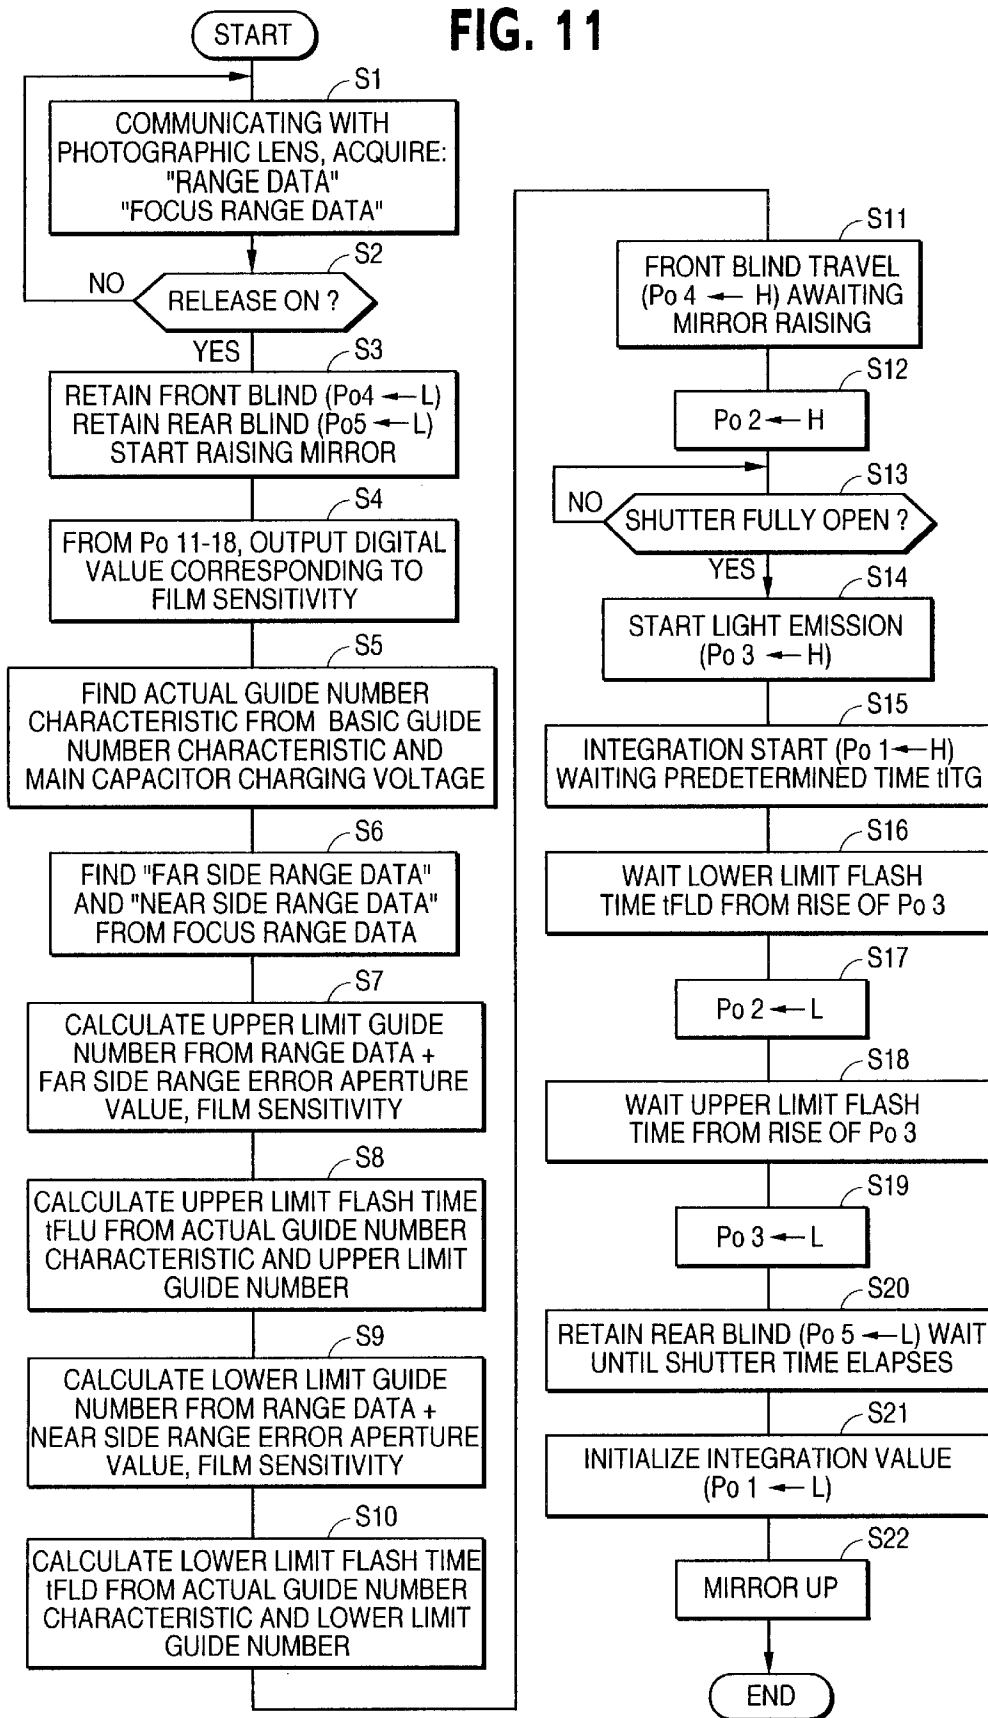 FIG. 11
START
S1
COMMUNICATING WITH
PHOTOGRAPHIC LENS, ACQUIRE:
"RANGE DATA"
"FOCUS RANGE DATA"
S2
NO
RELEASE ON ?
YES
S3
RETAIN FRONT BLIND (Po4 ← L)
RETAIN REAR BLIND (Po5 ← L)
START RAISING MIRROR
S4
FROM Po 11-18, OUTPUT DIGITAL
VALUE CORRESPONDING TO
FILM SENSITIVITY
S5
FIND ACTUAL GUIDE NUMBER
CHARACTERISTIC FROM BASIC GUIDE
NUMBER CHARACTERISTIC AND
MAIN CAPACITOR CHARGING VOLTAGE
S6
FIND "FAR SIDE RANGE DATA"
AND "NEAR SIDE RANGE DATA"
FROM FOCUS RANGE DATA
S7
CALCULATE UPPER LIMIT GUIDE
NUMBER FROM RANGE DATA +
FAR SIDE RANGE ERROR APERTURE
VALUE, FILM SENSITIVITY
S8
CALCULATE UPPER LIMIT FLASH TIME
tFLU FROM ACTUAL GUIDE NUMBER
CHARACTERISTIC AND UPPER LIMIT
GUIDE NUMBER
S9
CALCULATE LOWER LIMIT GUIDE
NUMBER FROM RANGE DATA +
NEAR SIDE RANGE ERROR APERTURE
VALUE, FILM SENSITIVITY
S10
CALCULATE LOWER LIMIT FLASH TIME
tFLD FROM ACTUAL GUIDE NUMBER
CHARACTERISTIC AND LOWER LIMIT
GUIDE NUMBER
S11
FRONT BLIND TRAVEL
(Po 4 ← H) AWAITING
MIRROR RAISING
S12
Po 2 ← H
S13
NO
SHUTTER FULLY OPEN ?
YES
S14
START LIGHT EMISSION
(Po 3 ← H)
S15
INTEGRATION START (Po 1 ← H)
WAITING PREDETERMINED TIME tITG
S16
WAIT LOWER LIMIT FLASH
TIME tFLD FROM RISE OF Po 3
S17
Po 2 ← L
S18
WAIT UPPER LIMIT FLASH
TIME FROM RISE OF Po 3
S19
Po 3 ← L
S20
RETAIN REAR BLIND (Po 5 ← L) WAIT
UNTIL SHUTTER TIME ELAPSES
S21
INITIALIZE INTEGRATION VALUE
(Po 1 ← L)
S22
MIRROR UP
END